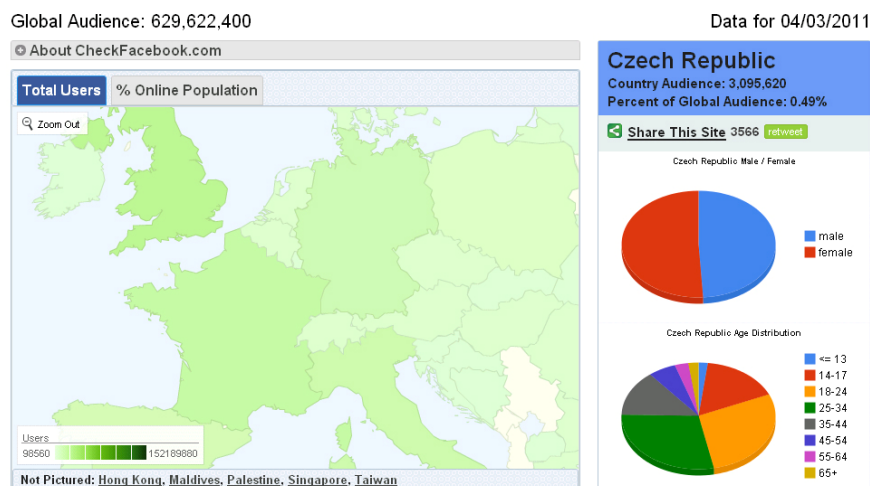 Global Audience: 629,622,400
Data for 04/03/2011
About CheckFacebook.com
Total Users
% Online Population
Zoom Out
Users
98560
152189880
Not Pictured: Hong Kong, Maldives, Palestine, Singapore, Taiwan
Czech Republic
Country Audience: 3,095,620
Percent of Global Audience: 0.49%
Share This Site 3566 retweet
Czech Republic Male / Female
male
female
Czech Republic Age Distribution
<= 13
14-17
18-24
25-34
35-44
45-54
55-64
65+